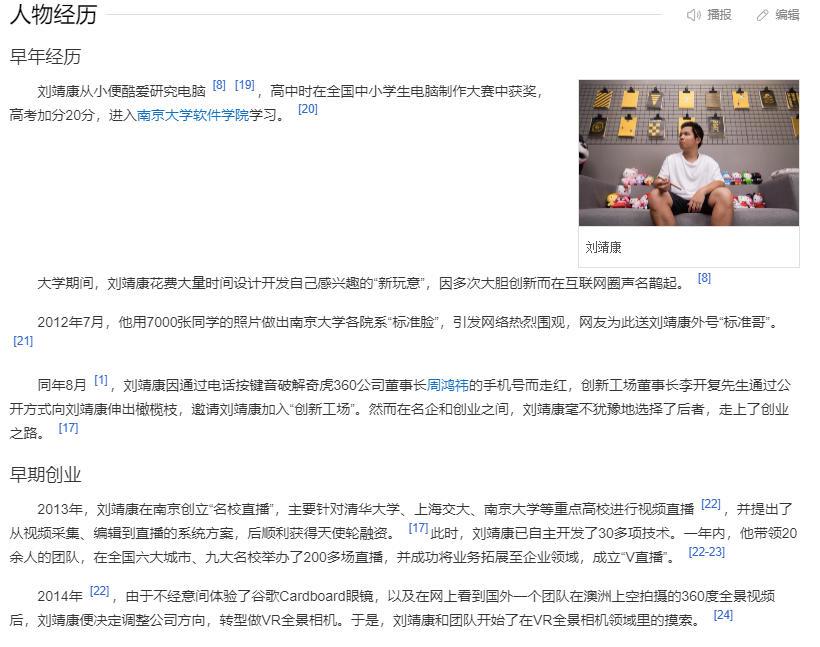 人物经历
播报
编辑
早年经历
刘靖康从小便酷爱研究电脑 [8] [19] ，高中时在全国中小学生电脑制作大赛中获奖，
高考加分20分，进入南京大学软件学院学习。 [20]
刘靖康
大学期间，刘靖康花费大量时间设计开发自己感兴趣的“新玩意”，因多次大胆创新而在互联网圈声名鹊起。 [8]
2012年7月，他用7000张同学的照片做出南京大学各院系“标准脸”，引发网络热烈围观，网友为此送刘靖康外号“标准哥”。
[21]
同年8月 [1] ，刘靖康因通过电话按键音破解奇虎360公司董事长周鸿祎的手机号而走红，创新工场董事长李开复先生通过公
开方式向刘靖康伸出橄榄枝，邀请刘靖康加入“创新工场”。然而在名企和创业之间，刘靖康毫不犹豫地选择了后者，走上了创业
之路。 [17]
早期创业
2013年，刘靖康在南京创立“名校直播”，主要针对清华大学、上海交大、南京大学等重点高校进行视频直播 [22] ，并提出了
从视频采集、编辑到直播的系统方案，后顺利获得天使轮融资。 [17] 此时，刘靖康已自主开发了30多项技术。一年内，他带领20
余人的团队，在全国六大城市、九大名校举办了200多场直播，并成功将业务拓展至企业领域，成立“V直播”。 [22-23]
2014年 [22] ，由于不经意间体验了谷歌Cardboard眼镜，以及在网上看到国外一个团队在澳洲上空拍摄的360度全景视频
后，刘靖康便决定调整公司方向，转型做VR全景相机。于是，刘靖康和团队开始了在VR全景相机领域里的摸索。 [24]